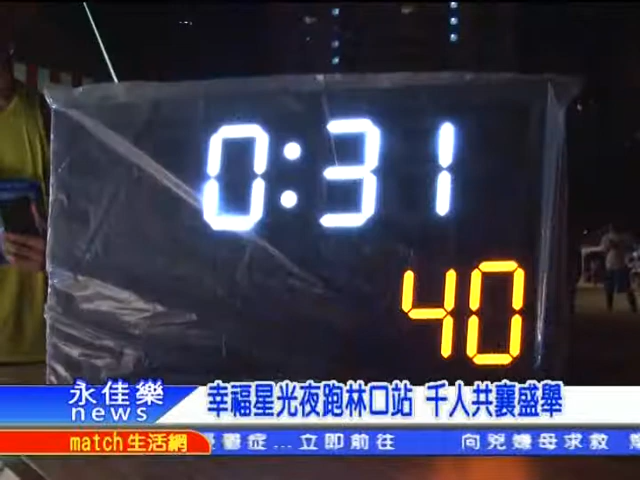 0:31
40
永佳樂
news
幸福星光夜跑林口站 千人共襄盛舉
match生活網
鬱症...立即前往 向兇嫌母求救